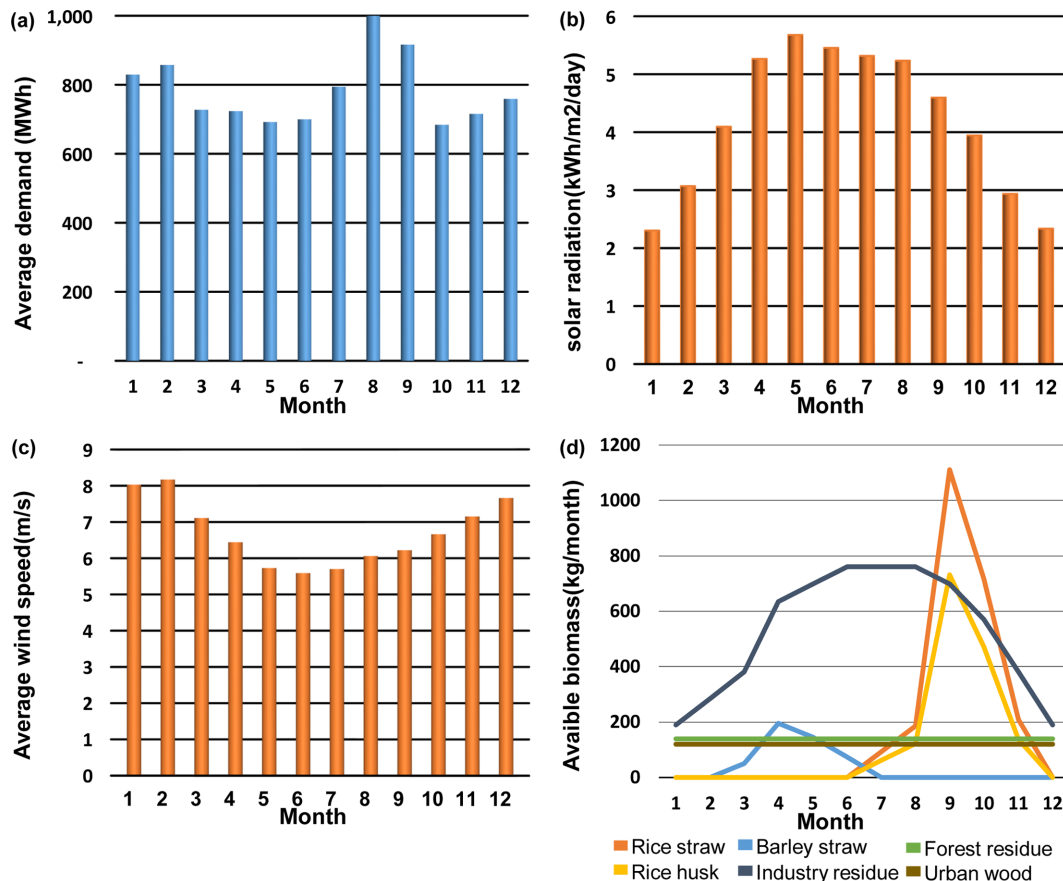 (a)
Average demand (MWh)
1,000
800
600
400
200
-
1 2 3 4 5 6 7 8 9 10 11 12
Month
(b)
solar radiation(kWh/m2/day)
6
5
4
3
2
1
0
1 2 3 4 5 6 7 8 9 10 11 12
Month
(c)
Average wind speed(m/s)
9
8
7
6
5
4
3
2
1
0
1 2 3 4 5 6 7 8 9 10 11 12
Month
(d)
Avaible biomass(kg/month)
1200
1000
800
600
400
200
0
1 2 3 4 5 6 7 8 9 10 11 12
Month
Rice straw Barley straw Forest residue
Rice husk Industry residue Urban wood